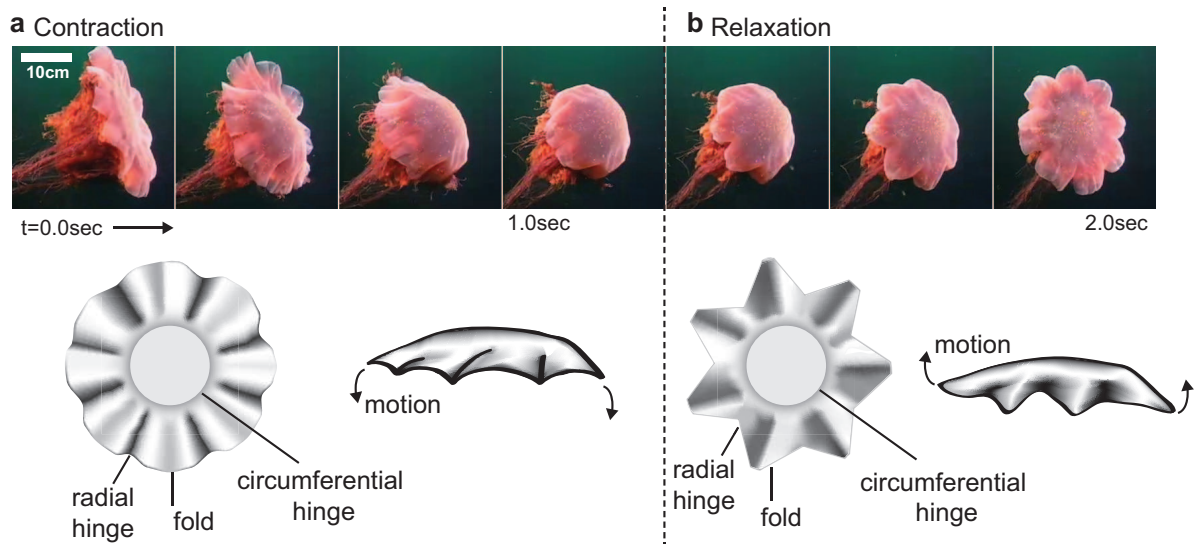 a Contraction
b Relaxation
10cm
t=0.0sec
1.0sec
2.0sec
motion
radial
hinge
fold
circumferential
hinge
motion
radial
hinge
fold
circumferential
hinge